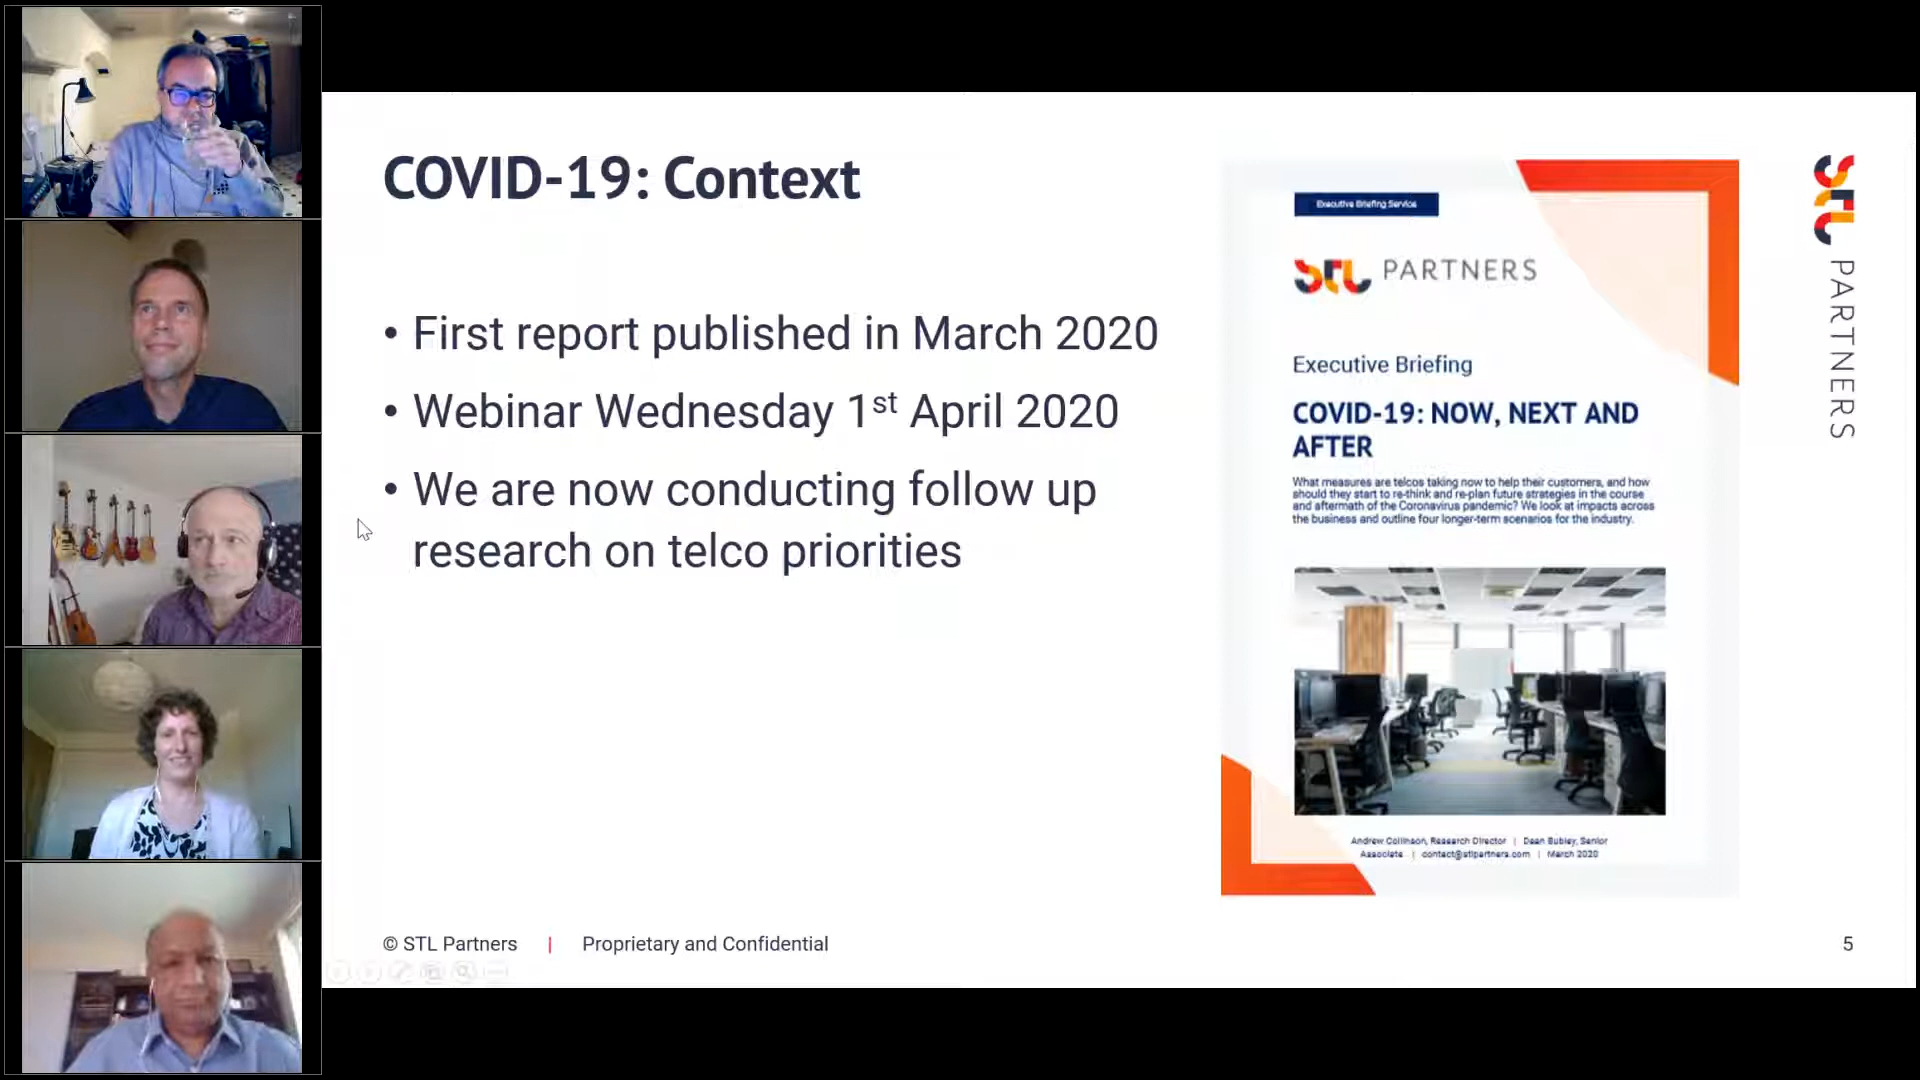 COVID-19: Context
• First report published in March 2020
• Webinar Wednesday 1st April 2020
• We are now conducting follow up
research on telco priorities
Executive Briefing Service
STL PARTNERS
Executive Briefing
COVID-19: NOW, NEXT AND
AFTER
What measures are telcos taking now to help their customers, and how
should they start to re-think and re-plan future strategies in the course
and aftermath of the Coronavirus pandemic? We look at impacts across
the business and outline four longer-term scenarios for the industry.
Andrew Collinson, Research Director | Dean Bubley, Senior
Associate | contact@stlpartners.com | March 2020
STL PARTNERS
© STL Partners | Proprietary and Confidential
5